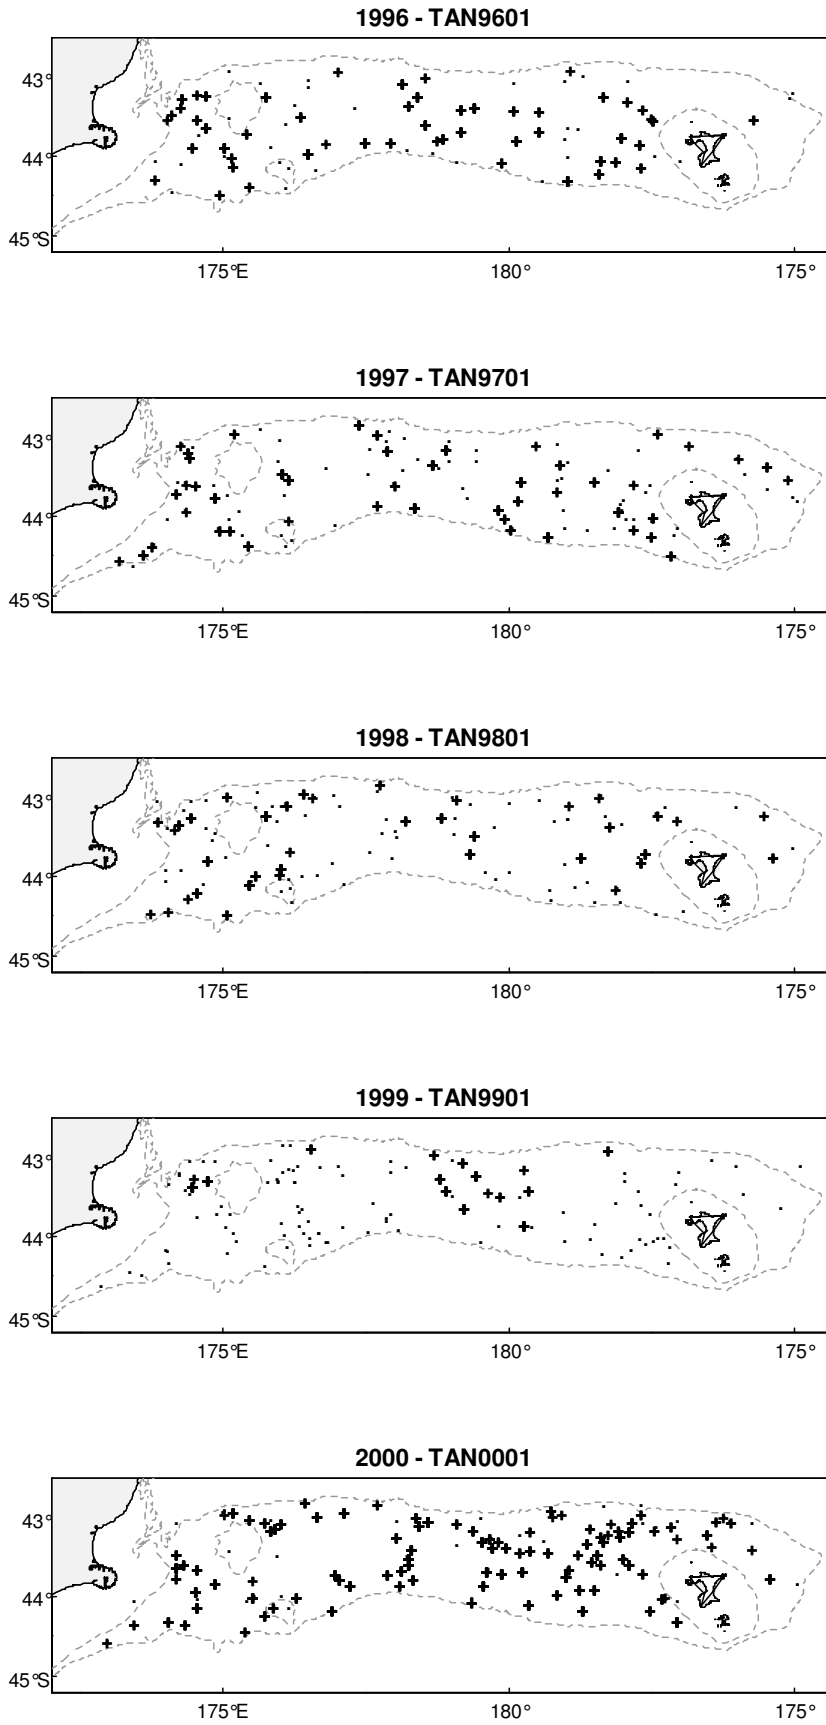 1996 - TAN9601
43°
44°
45°S
175°E 180° 175°
1997 - TAN9701
43°
44°
45°S
175°E 180° 175°
1998 - TAN9801
43°
44°
45°S
175°E 180° 175°
1999 - TAN9901
43°
44°
45°S
175°E 180° 175°
2000 - TAN0001
43°
44°
45°S
175°E 180° 175°